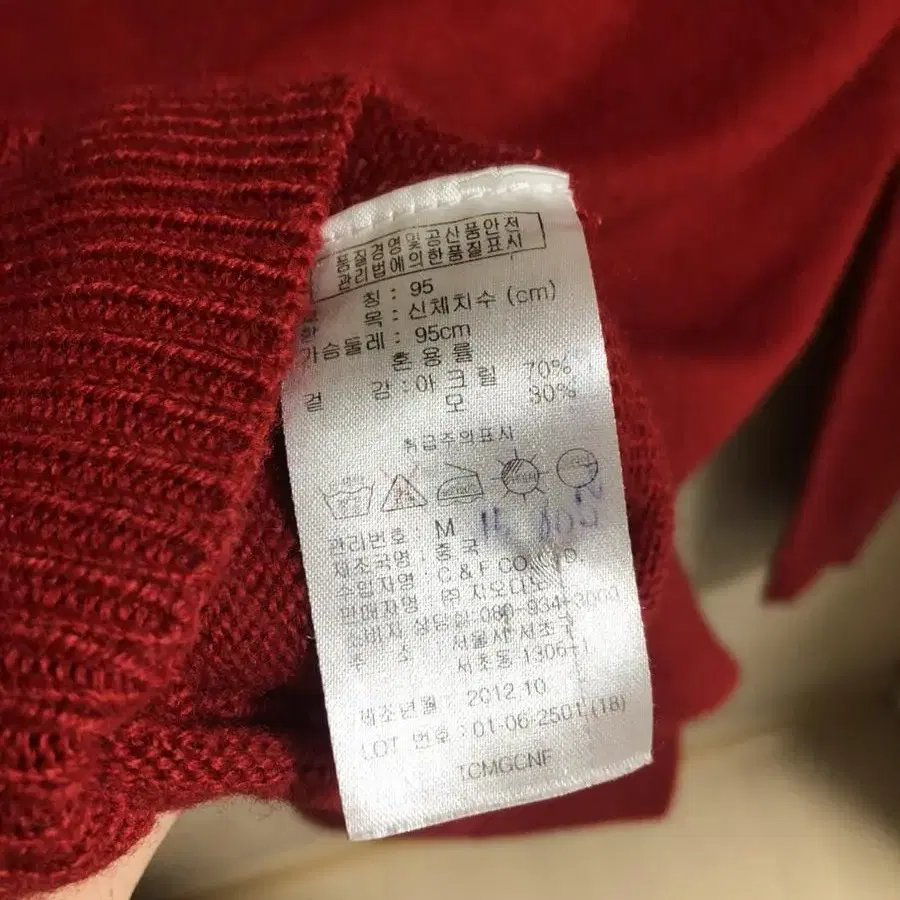 품질경영및공산품안전
관리법에의한품질표시
칭 : 95
목 : 신체치수 (cm)
가슴둘레 : 95cm
혼용률
겉 감 : 아 크 릴 70%
모 30%
취급주의표시
관리번호 : M
제조국명 : 중국
수입자명 : C & F CO.,
판매자명 : ㈜ 지오다노
소비자 상담실 080-934-3000
주 소 : 서울시 서초구
서초동 1306-1
제조년월 : 2012.10
LOT 번호 : 01-06-2501 (18)
TCMGCNF